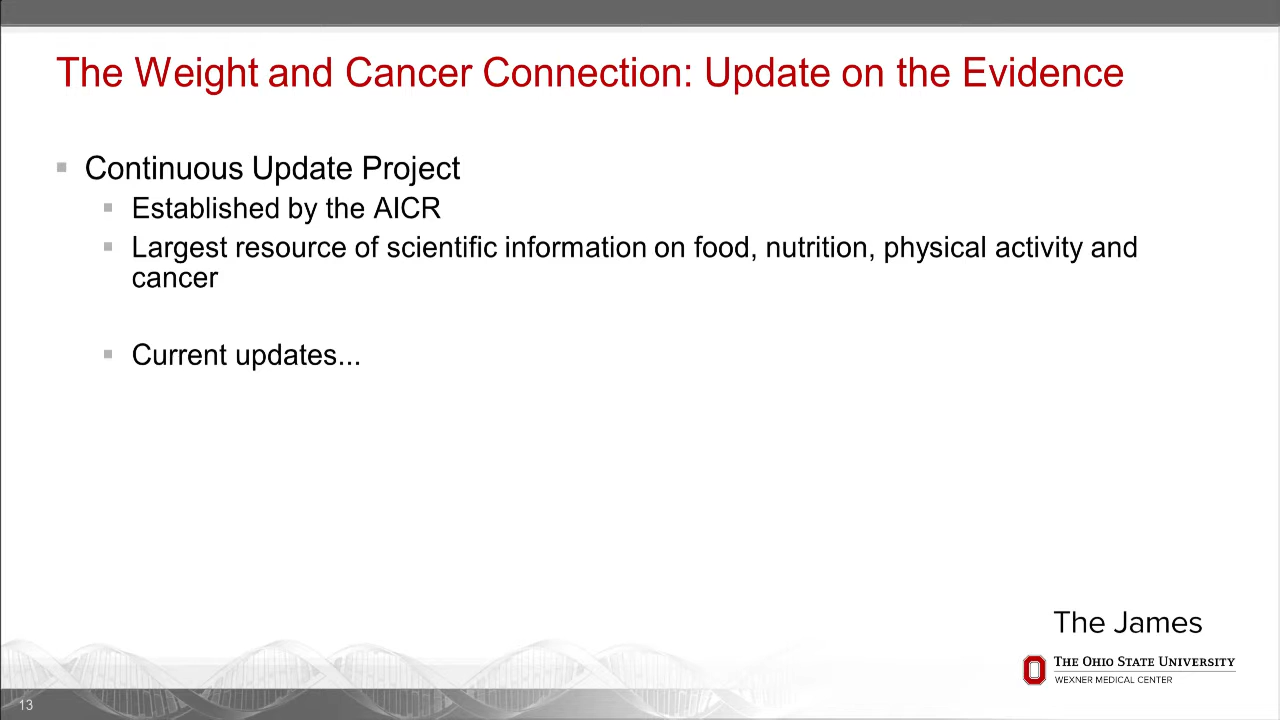 The Weight and Cancer Connection: Update on the Evidence
Continuous Update Project
Established by the AICR
Largest resource of scientific information on food, nutrition, physical activity and
cancer
Current updates...
The James
THE OHIO STATE UNIVERSITY
WEXNER MEDICAL CENTER
13